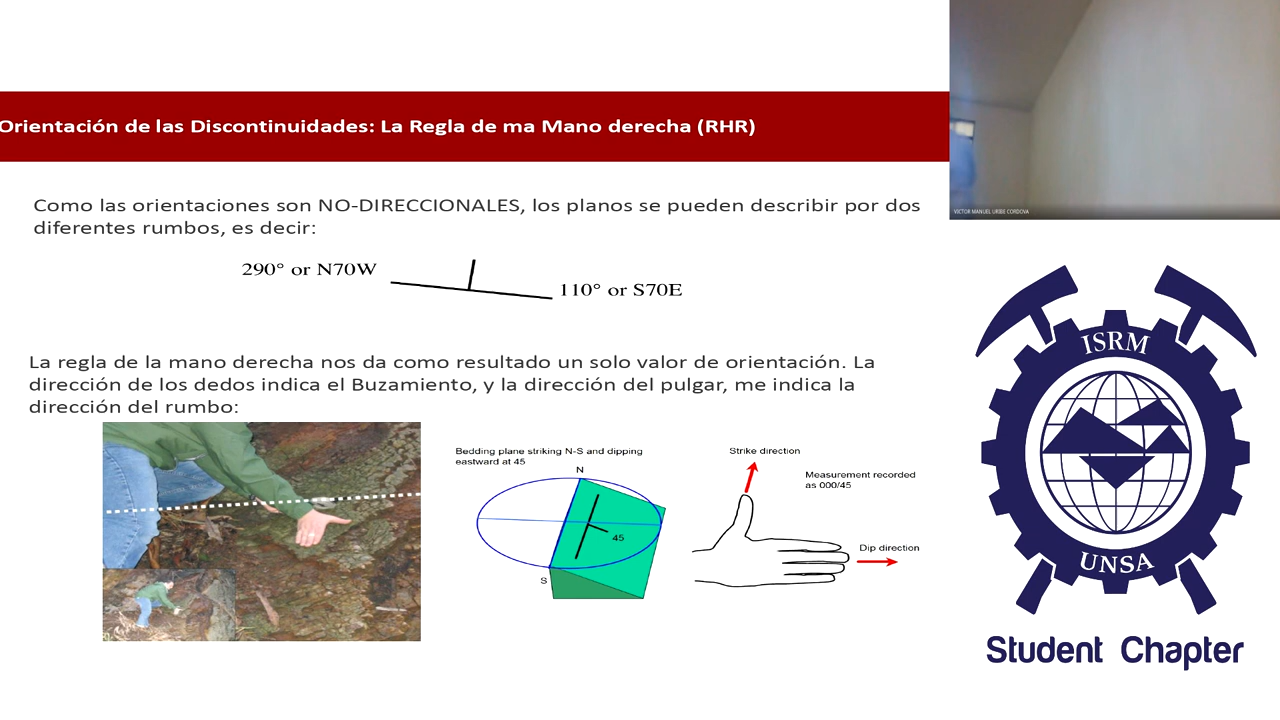 Orientación de las Discontinuidades: La Regla de ma Mano derecha (RHR)
VICTOR MANUEL URIBE CORDOVA
Como las orientaciones son NO-DIRECCIONALES, los planos se pueden describir por dos
diferentes rumbos, es decir:
290° or N70W
110° or S70E
La regla de la mano derecha nos da como resultado un solo valor de orientación. La
dirección de los dedos indica el Buzamiento, y la dirección del pulgar, me indica la
dirección del rumbo:
Bedding plane striking N-S and dipping
eastward at 45
N
45
S
Strike direction
Measurement recorded
as 000/45
Dip direction
ISRM
UNSA
Student Chapter